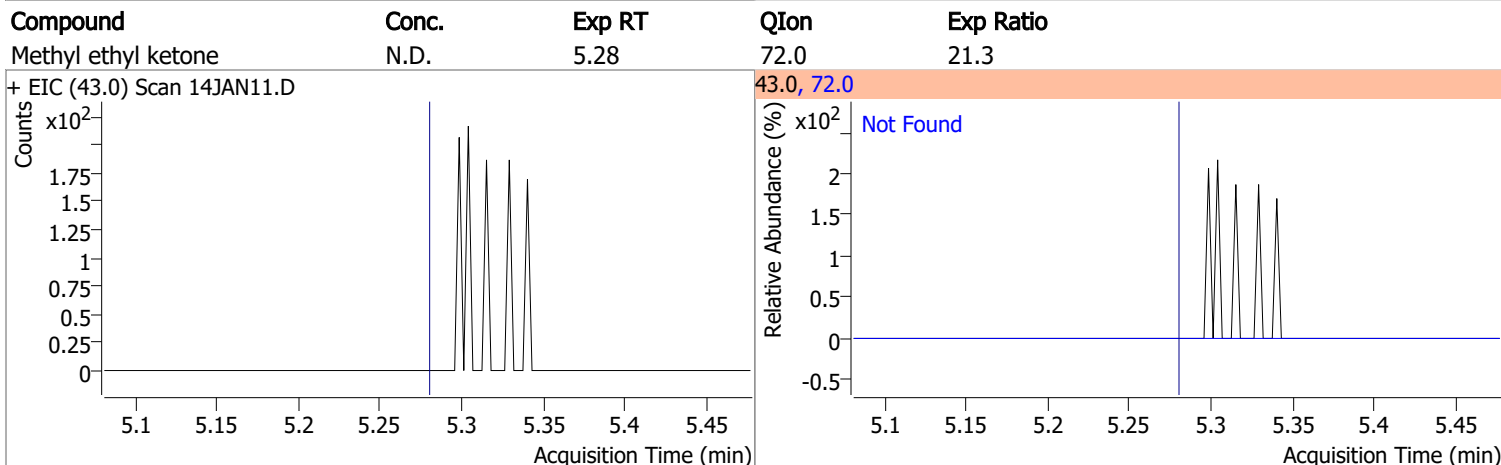 Compound Conc. Exp RT QIon Exp Ratio
Methyl ethyl ketone N.D. 5.28 72.0 21.3
+ EIC (43.0) Scan 14JAN11.D
Counts
x102
1.75
1.5
1.25
1
0.75
0.5
0.25
0
5.1 5.15 5.2 5.25 5.3 5.35 5.4 5.45
Acquisition Time (min)
43.0, 72.0
Relative Abundance (%)
x102
Not Found
2
1.5
1
0.5
0
-0.5
5.1 5.15 5.2 5.25 5.3 5.35 5.4 5.45
Acquisition Time (min)